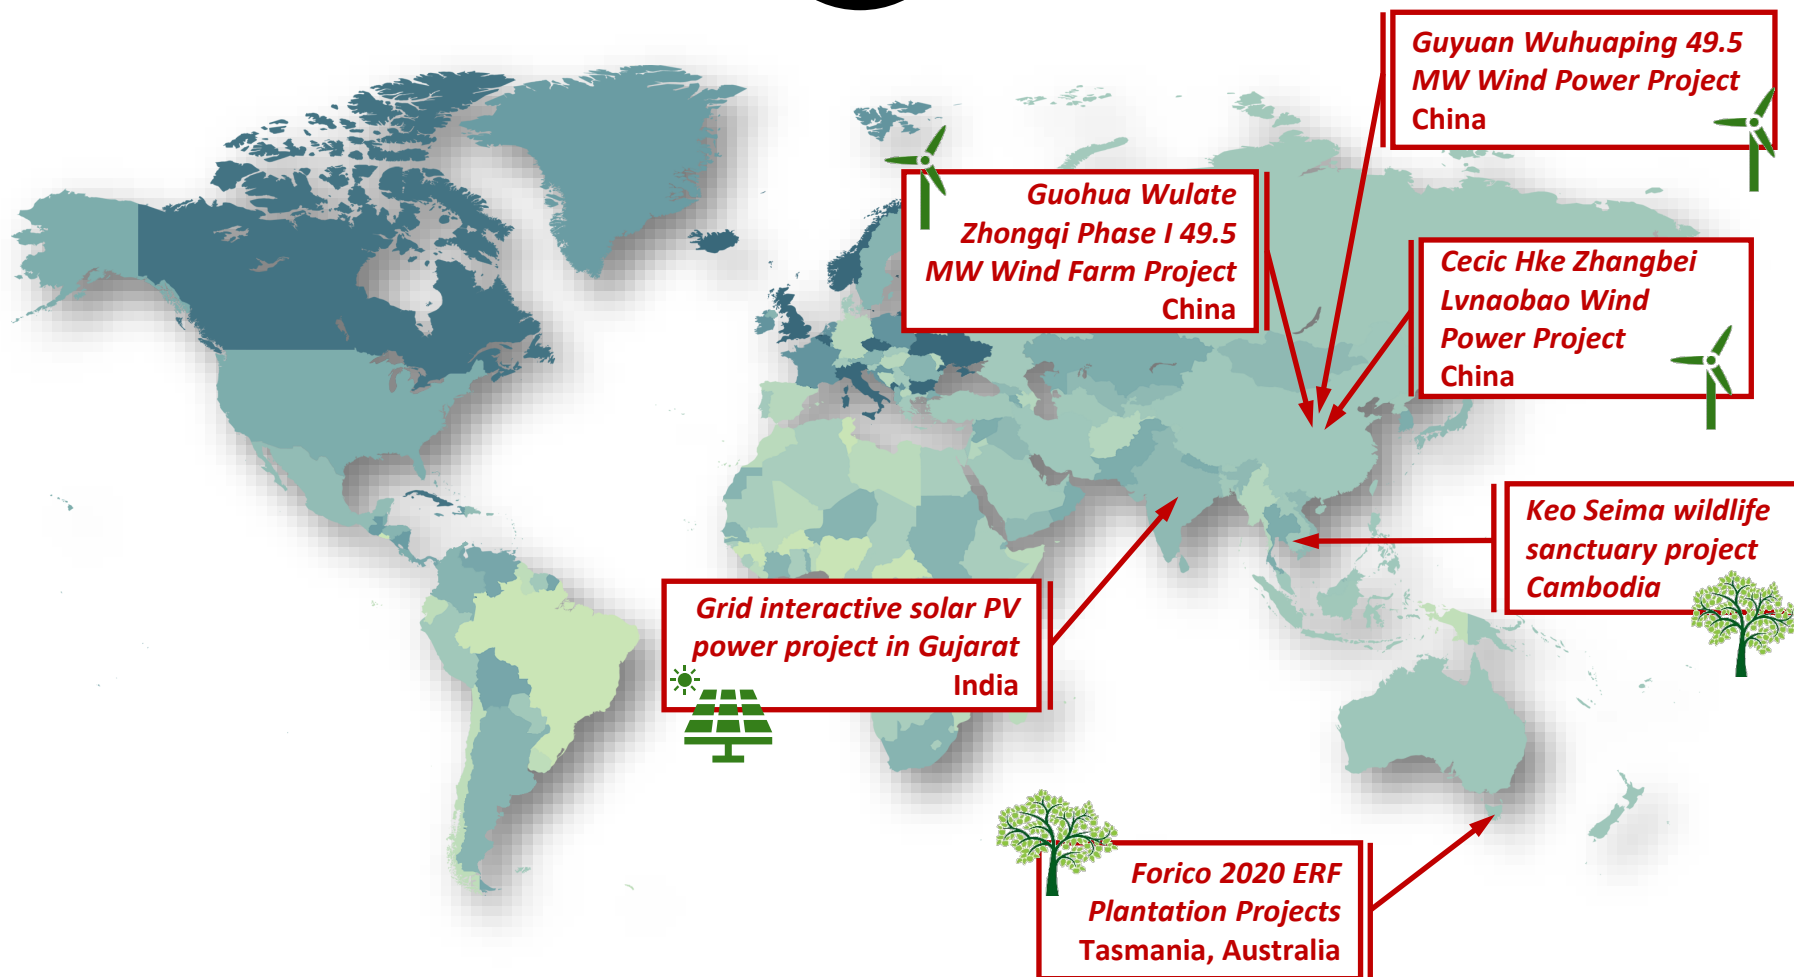 Guyuan Wuhuaping 49.5
MW Wind Power Project
China
Guohua Wulate
Zhongqi Phase I 49.5
MW Wind Farm Project
China
Cecic Hke Zhangbei
Lvnaobao Wind
Power Project
China
Keo Seima wildlife
sanctuary project
Cambodia
Grid interactive solar PV
power project in Gujarat
India
Forico 2020 ERF
Plantation Projects
Tasmania, Australia